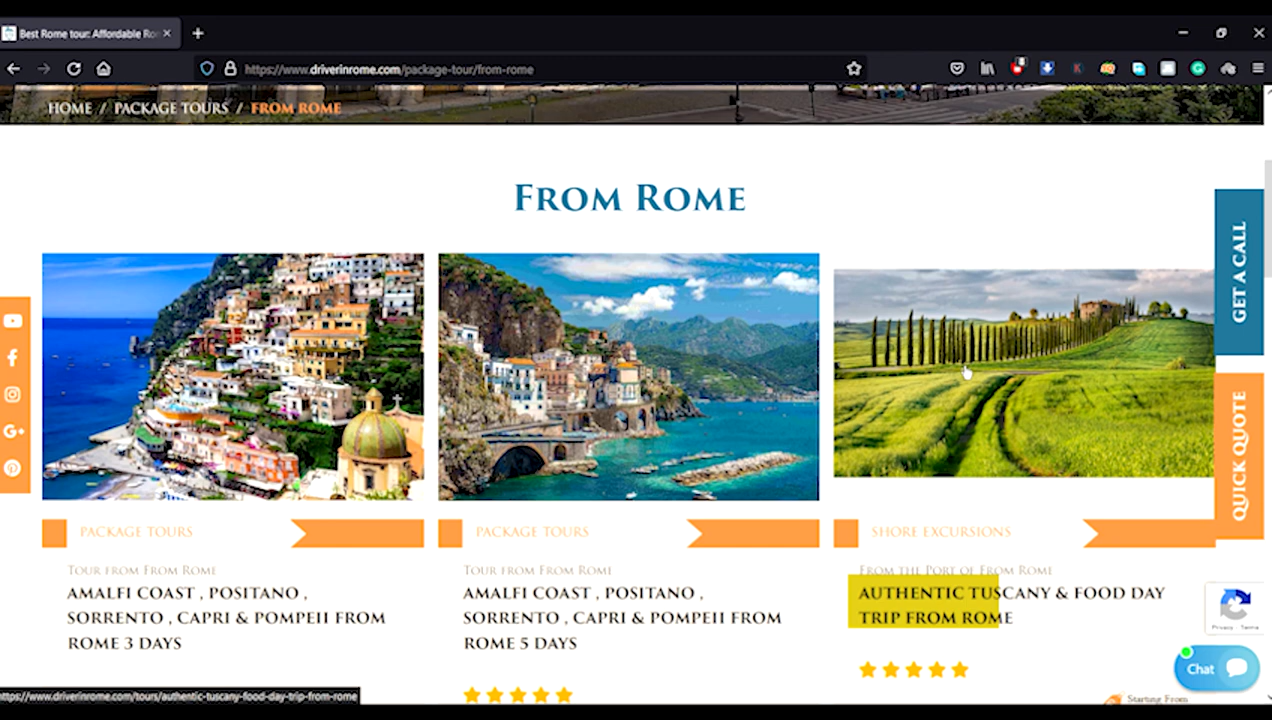 Best Rome tour: Affordable Ro
https://www.driverinrome.com/package-tour/from-rome
HOME / PACKAGE TOURS / FROM ROME
FROM ROME
GET A CALL
QUICK QUOTE
PACKAGE TOURS
TOUR FROM FROM ROME
AMALFI COAST , POSITANO ,
SORRENTO , CAPRI & POMPEII FROM
ROME 3 DAYS
PACKAGE TOURS
TOUR FROM FROM ROME
AMALFI COAST , POSITANO ,
SORRENTO , CAPRI & POMPEII FROM
ROME 5 DAYS
SHORE EXCURSIONS
FROM THE PORT OF FROM ROME
AUTHENTIC TUSCANY & FOOD DAY
TRIP FROM ROME
Starting From
Privacy - Terms
Chat
https://www.driverinrome.com/tours/authentic-tuscany-food-day-trip-from-rome